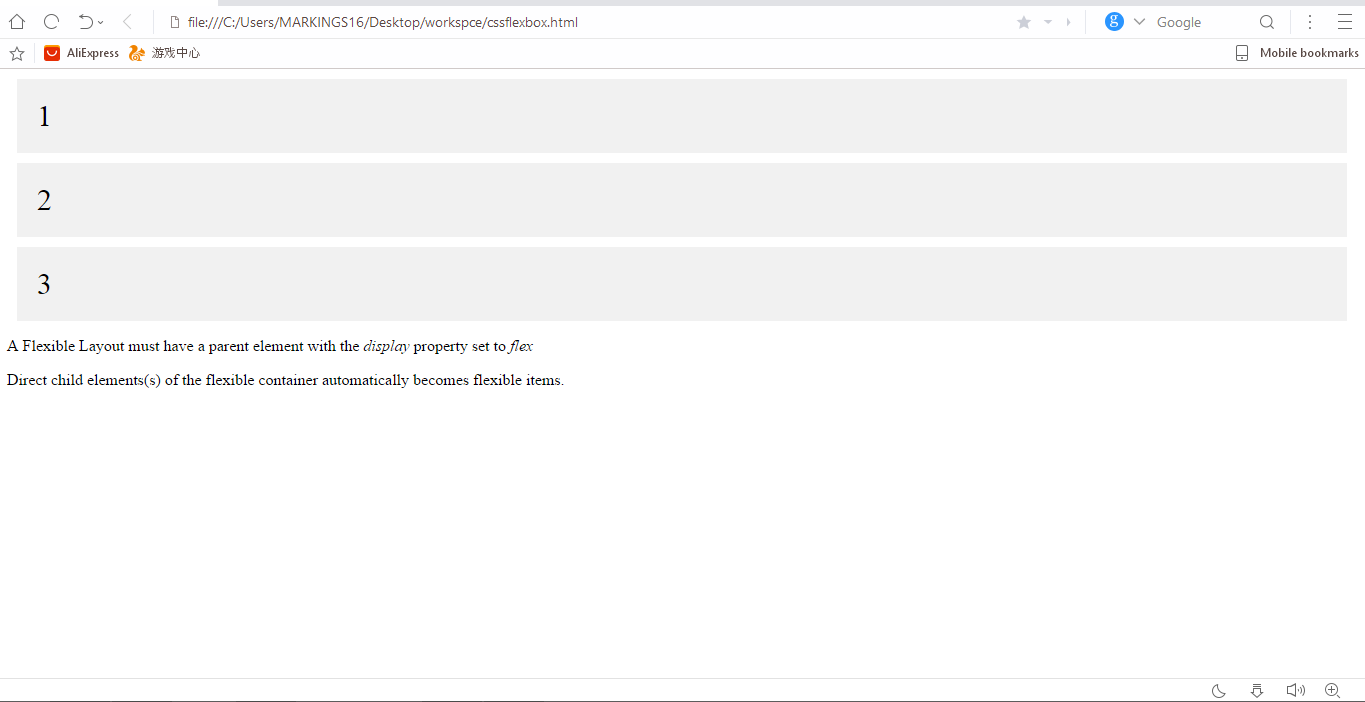 file:///C:/Users/MARKINGS16/Desktop/workspce/cssflexbox.html
g Google
AliExpress 游戏中心 Mobile bookmarks
1
2
3
A Flexible Layout must have a parent element with the display property set to flex
Direct child elements(s) of the flexible container automatically becomes flexible items.